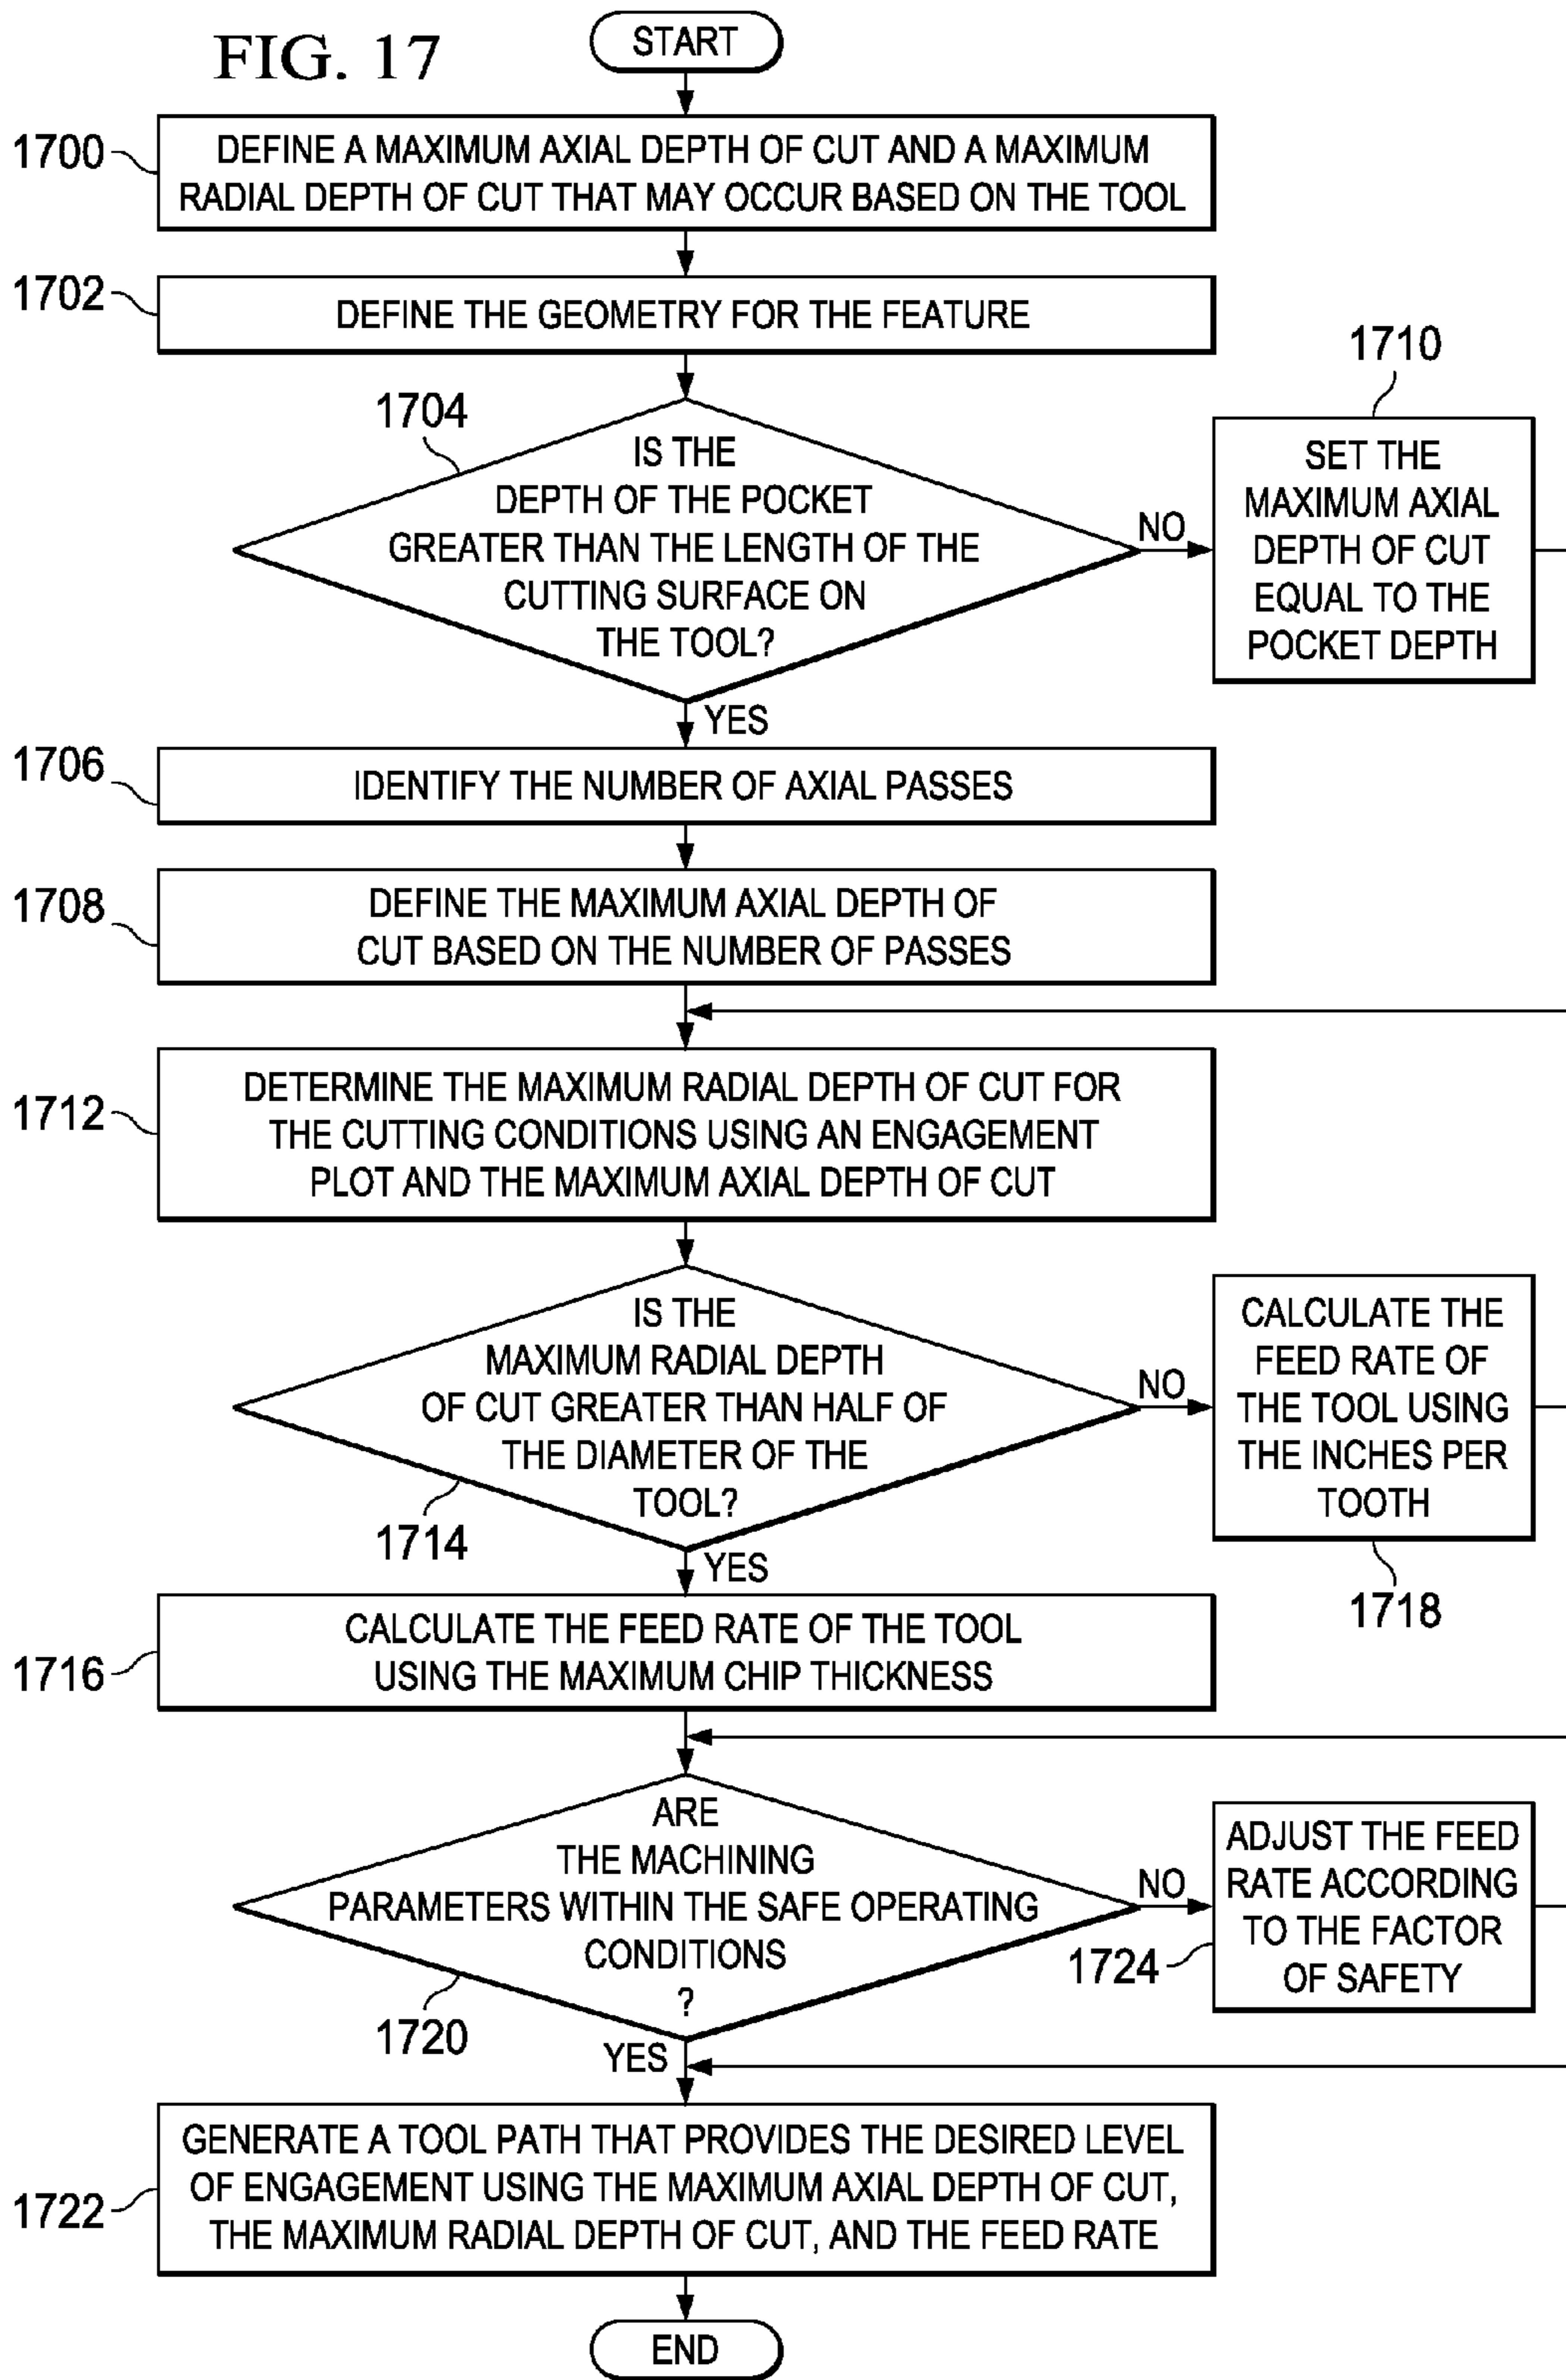 FIG. 17
START
1700
DEFINE A MAXIMUM AXIAL DEPTH OF CUT AND A MAXIMUM
RADIAL DEPTH OF CUT THAT MAY OCCUR BASED ON THE TOOL
1702
DEFINE THE GEOMETRY FOR THE FEATURE
1704
IS THE
DEPTH OF THE POCKET
GREATER THAN THE LENGTH OF THE
CUTTING SURFACE ON
THE TOOL?
NO
1710
SET THE
MAXIMUM AXIAL
DEPTH OF CUT
EQUAL TO THE
POCKET DEPTH
YES
1706
IDENTIFY THE NUMBER OF AXIAL PASSES
1708
DEFINE THE MAXIMUM AXIAL DEPTH OF
CUT BASED ON THE NUMBER OF PASSES
1712
DETERMINE THE MAXIMUM RADIAL DEPTH OF CUT FOR
THE CUTTING CONDITIONS USING AN ENGAGEMENT
PLOT AND THE MAXIMUM AXIAL DEPTH OF CUT
IS THE
MAXIMUM RADIAL DEPTH
OF CUT GREATER THAN HALF OF
THE DIAMETER OF THE
TOOL?
1714
NO
CALCULATE THE
FEED RATE OF
THE TOOL USING
THE INCHES PER
TOOTH
1718
YES
1716
CALCULATE THE FEED RATE OF THE TOOL
USING THE MAXIMUM CHIP THICKNESS
ARE
THE MACHINING
PARAMETERS WITHIN THE SAFE OPERATING
CONDITIONS
?
1720
NO
ADJUST THE FEED
RATE ACCORDING
TO THE FACTOR
OF SAFETY
1724
YES
1722
GENERATE A TOOL PATH THAT PROVIDES THE DESIRED LEVEL
OF ENGAGEMENT USING THE MAXIMUM AXIAL DEPTH OF CUT,
THE MAXIMUM RADIAL DEPTH OF CUT, AND THE FEED RATE
END